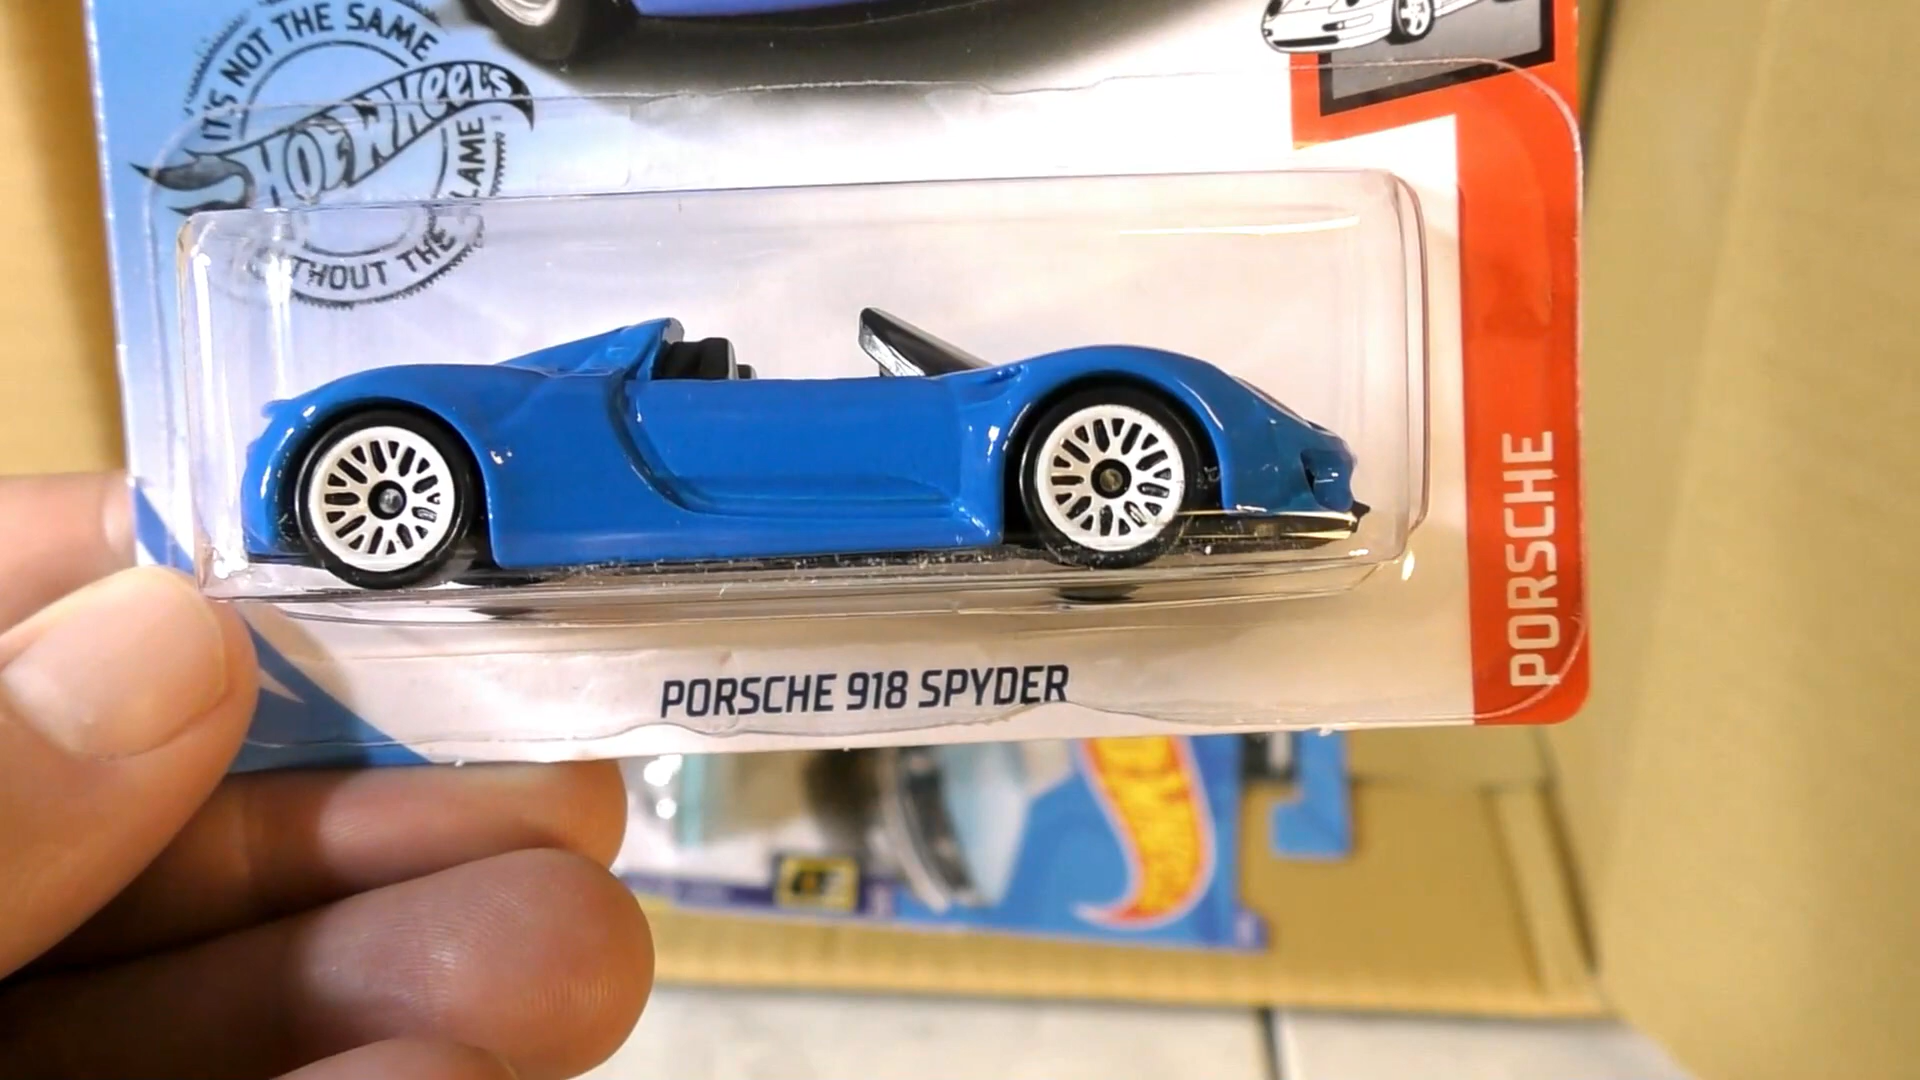 IT'S NOT THE SAME
Hot Wheels
WITHOUT THE FLAME
PORSCHE
PORSCHE 918 SPYDER